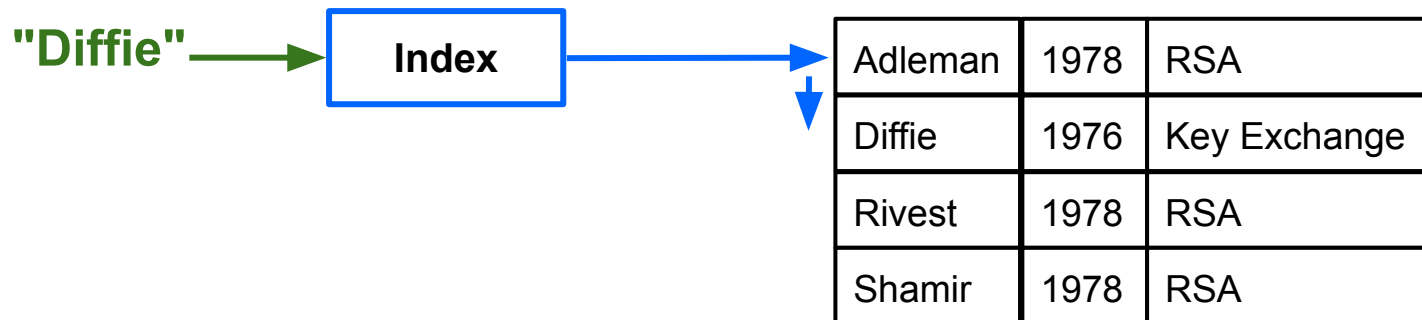 "Diffie" Index Adleman 1978 RSA
Diffie 1976 Key Exchange
Rivest 1978 RSA
Shamir 1978 RSA